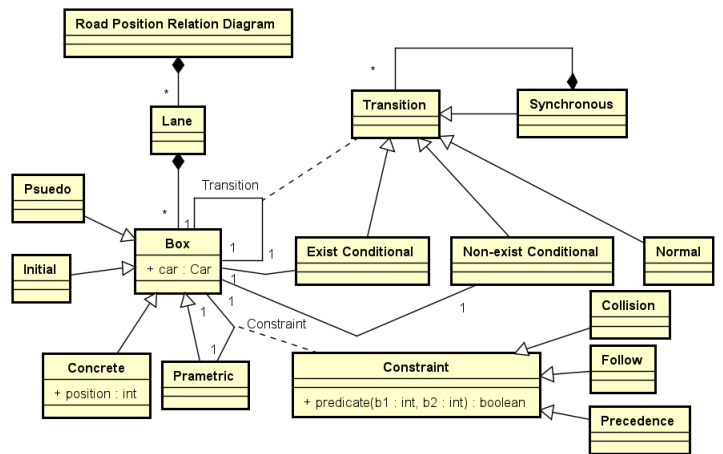 Road Position Relation Diagram
*
*
Lane
Transition
Synchronous
Psuedo
Transition
*
1
Box
+ car : Car
1
1
Exist Conditional
Non-exist Conditional
Normal
Initial
1
1
1
Collision
1
Constraint
1
Concrete
+ position : int
Prametric
Constraint
+ predicate(b1 : int, b2 : int) : boolean
Follow
Precedence